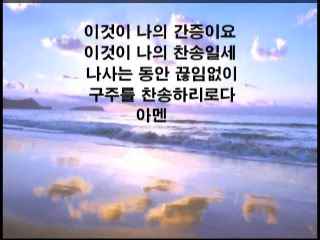 이것이 나의 간증이요
이것이 나의 찬송일세
나사는 동안 끊임없이
구주를 찬송하리로다
아멘